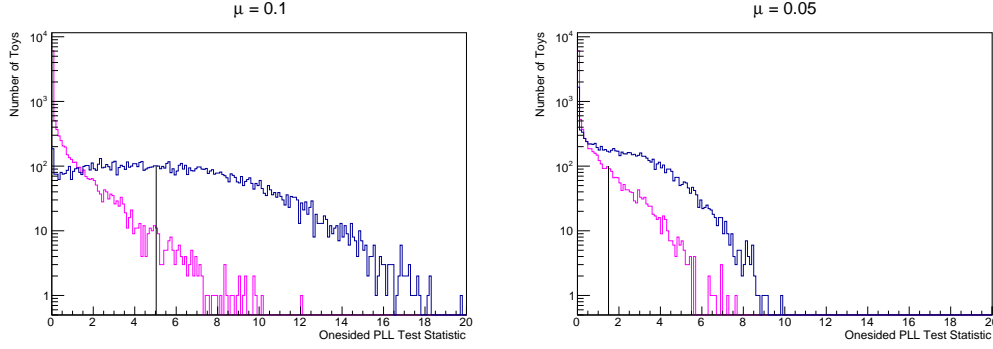 μ = 0.1
Number of Toys
10⁴
10³
10²
10
1
0 2 4 6 8 10 12 14 16 18 20
Onesided PLL Test Statistic
μ = 0.05
Number of Toys
10⁴
10³
10²
10
1
0 2 4 6 8 10 12 14 16 18 20
Onesided PLL Test Statistic